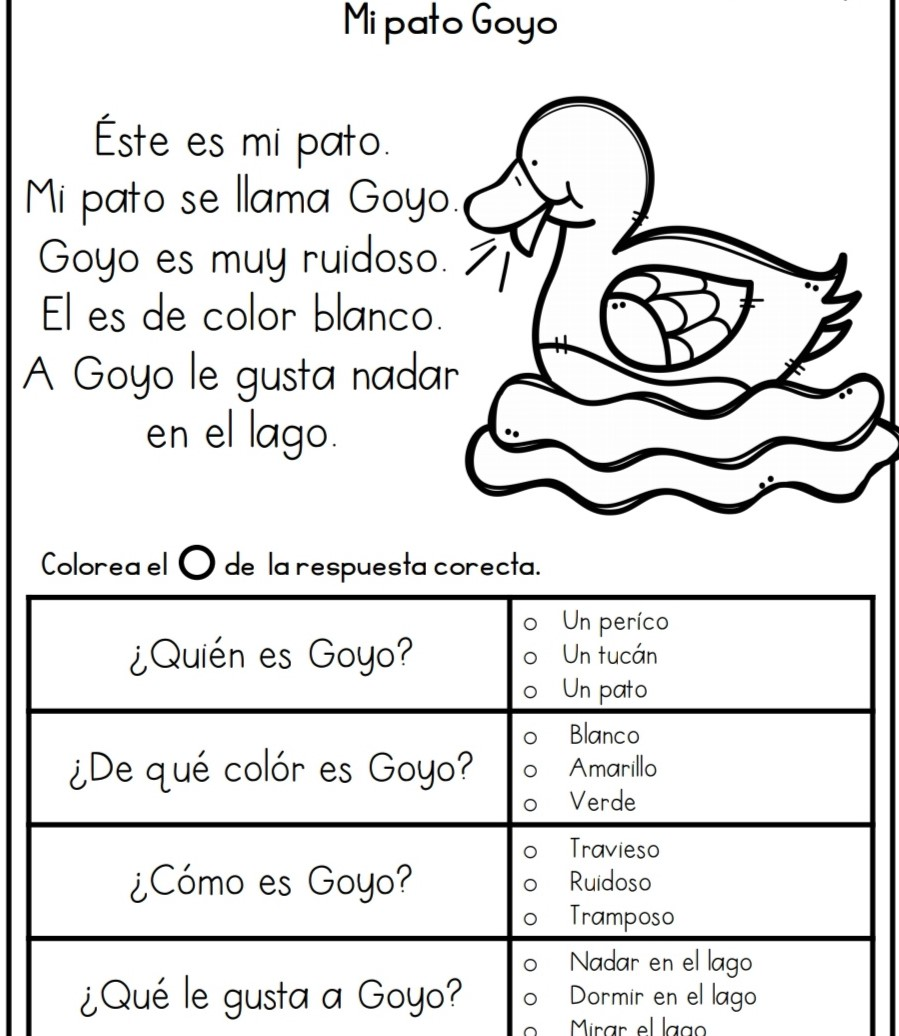 Mi pato Goyo
Éste es mi pato.
Mi pato se llama Goyo.
Goyo es muy ruidoso.
El es de color blanco.
A Goyo le gusta nadar
en el lago.
Colorea el O de la respuesta corecta.
¿Quién es Goyo?
Un períco
Un tucán
Un pato
¿De qué colór es Goyo?
Blanco
Amarillo
Verde
¿Cómo es Goyo?
Travieso
Ruidoso
Tramposo
¿Qué le gusta a Goyo?
Nadar en el lago
Dormir en el lago
Mirar el lago